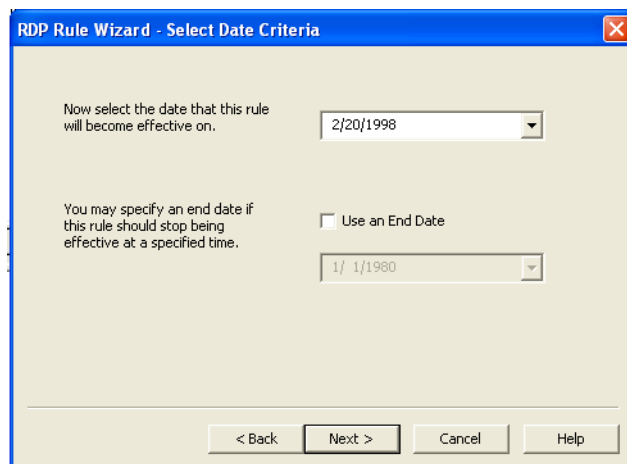 RDP Rule Wizard - Select Date Criteria
Now select the date that this rule
will become effective on.
2/20/1998
You may specify an end date if
this rule should stop being
effective at a specified time.
Use an End Date
1/ 1/1980
< Back
Next >
Cancel
Help